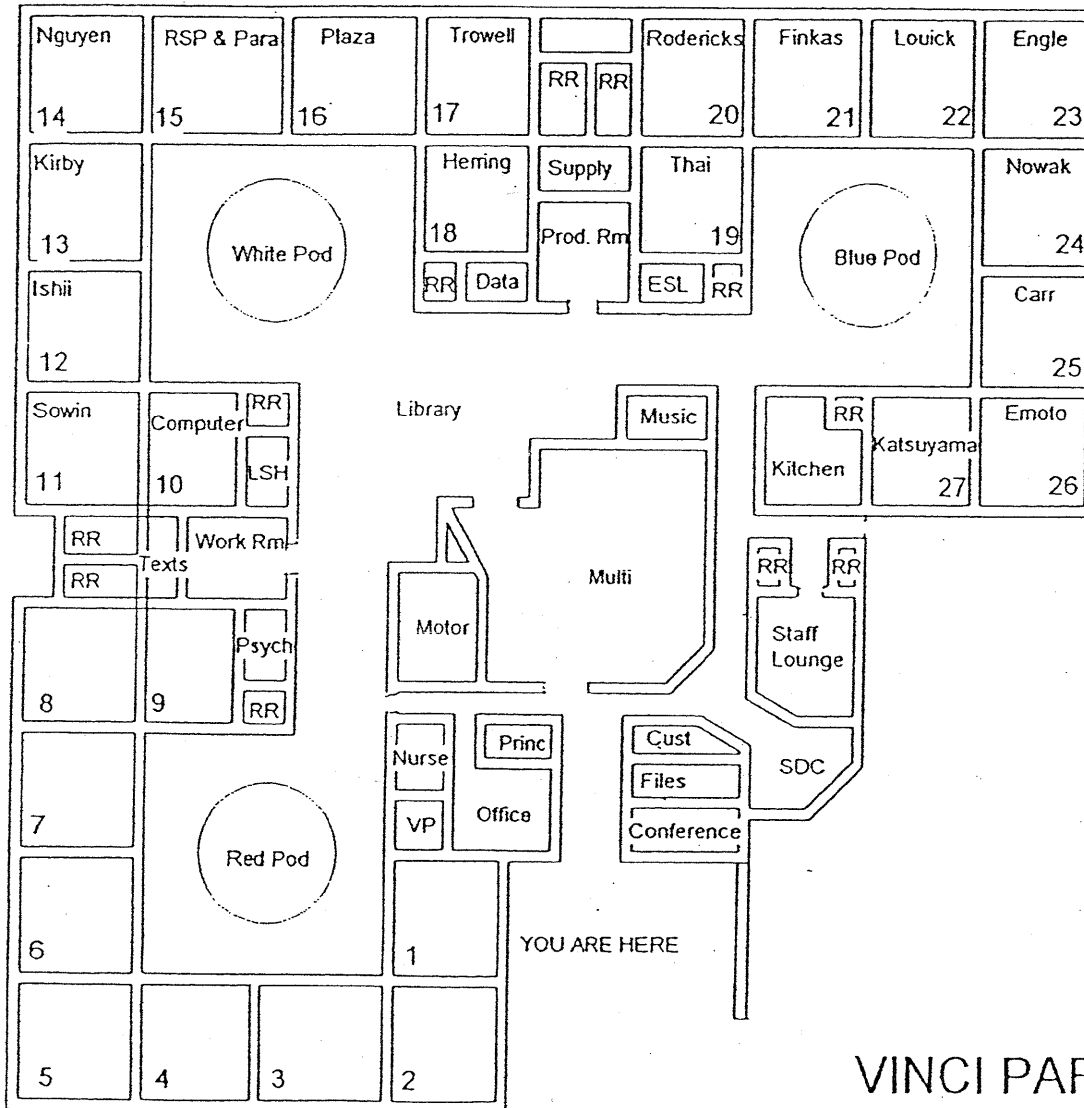 Nguyen
RSP & Para
Plaza
Trowell
Rodericks
Finkas
Louick
Engle
RR
RR
14
15
16
17
20
21
22
23
Kirby
Herring
Supply
Thai
Nowak
White Pod
18
Prod. Rm
19
Blue Pod
13
24
Ishii
RR
Data
ESL
RR
Carr
12
25
Sowin
Computer
RR
Library
Music
RR
Emoto
LSH
Kitchen
Katsuyama
11
10
27
26
RR
Work Rm
Texts
RR
Multi
RR
RR
Motor
Staff
Lounge
Psych
8
9
RR
Princ
Cust
Nurse
SDC
Files
7
VP
Office
Conference
Red Pod
6
1
YOU ARE HERE
5
4
3
2
VINCI PAR